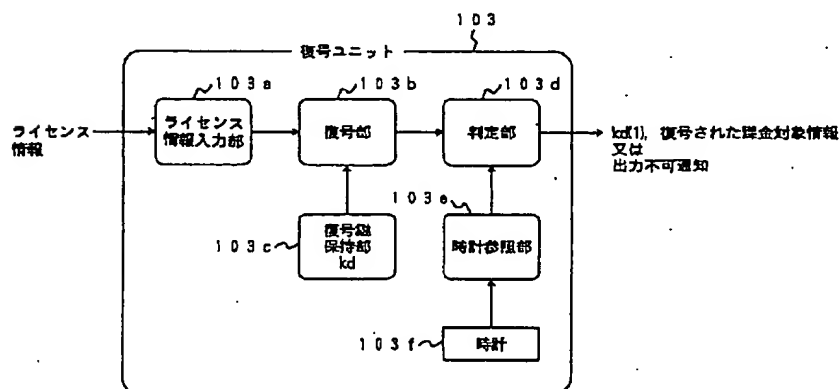 103
復号ユニット
103a
103b
103d
ライセンス
情報
ライセンス
情報入力部
復号部
判定部
kd(1), 復号された課金対象情報
又は
出力不可通知
103c
復号鍵
保持部
kd
103e
時計参照部
103f
時計